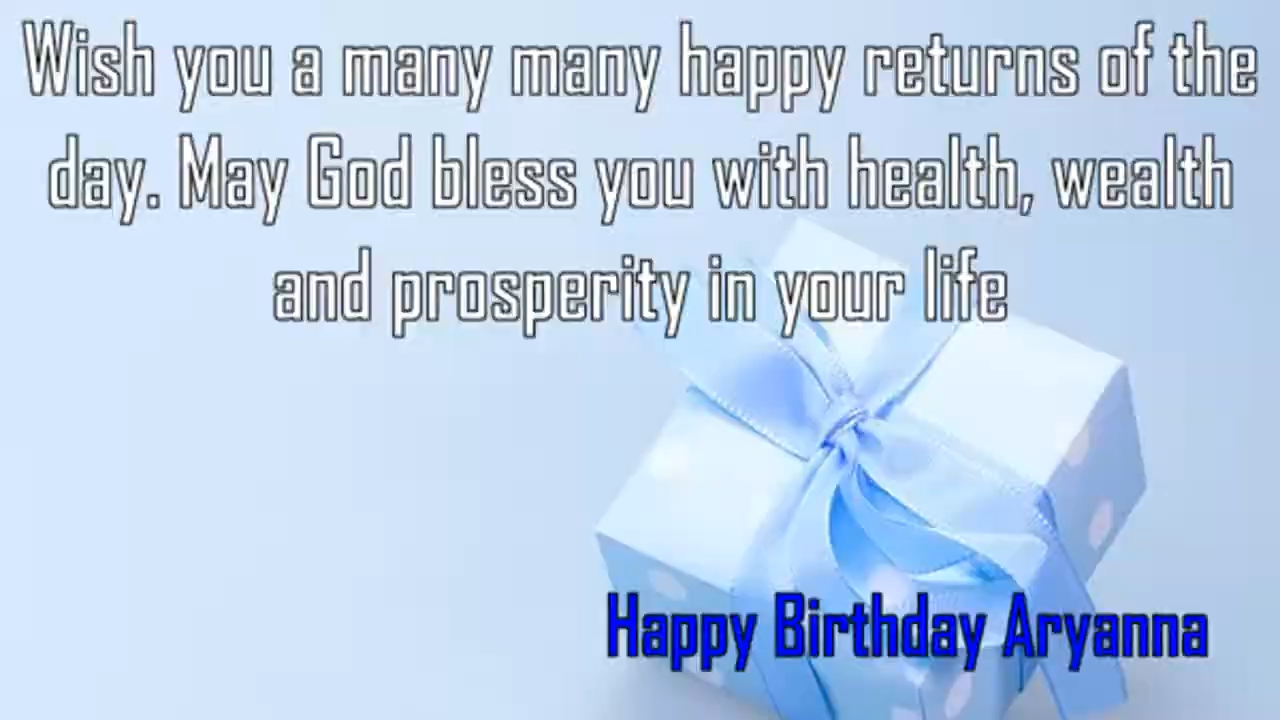 Wish you a many many happy returns of the
day. May God bless you with health, wealth
and prosperity in your life
Happy Birthday Aryanna